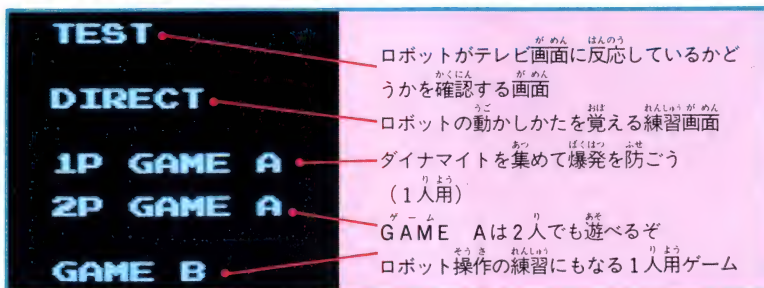 TEST
DIRECT
1P GAME A
2P GAME A
GAME B
ロボットがテレビ画面に反応しているかど
うかを確認する画面
ロボットの動かしかたを覚える練習画面
ダイナマイトを集めて爆発を防ごう
(1人用)
GAME Aは2人でも遊べるぞ
ロボット操作の練習にもなる1人用ゲーム